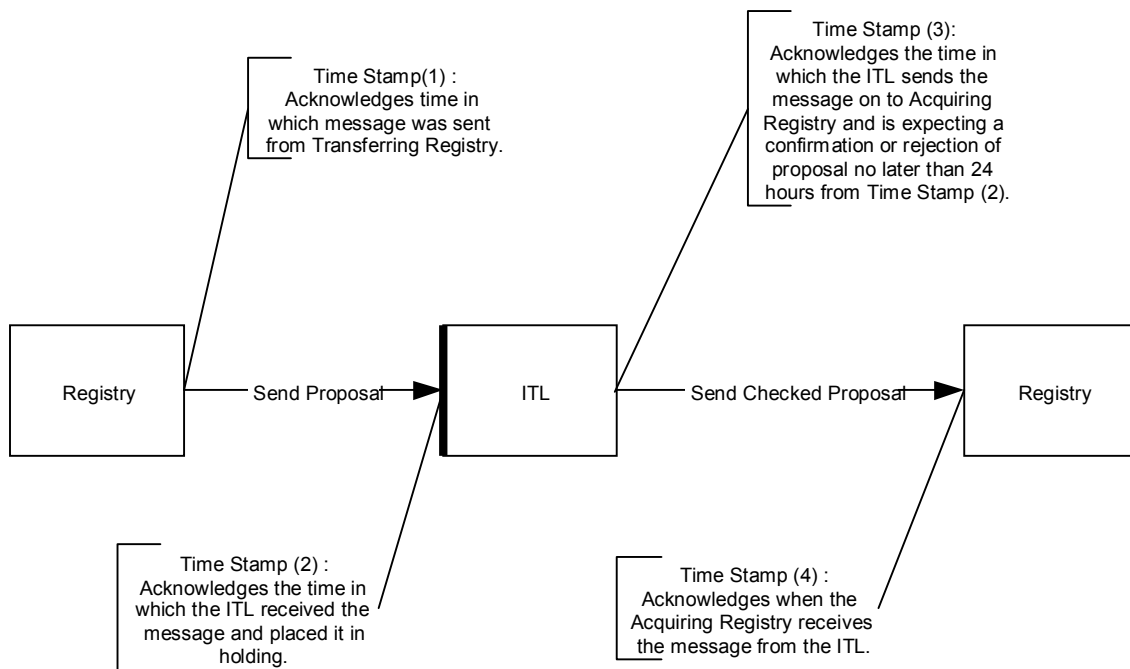 Time Stamp(1) :
Acknowledges time in
which message was sent
from Transferring Registry.
Time Stamp (3):
Acknowledges the time in
which the ITL sends the
message on to Acquiring
Registry and is expecting a
confirmation or rejection of
proposal no later than 24
hours from Time Stamp (2).
Registry
Send Proposal
ITL
Send Checked Proposal
Registry
Time Stamp (2) :
Acknowledges the time in
which the ITL received the
message and placed it in
holding.
Time Stamp (4) :
Acknowledges when the
Acquiring Registry receives
the message from the ITL.